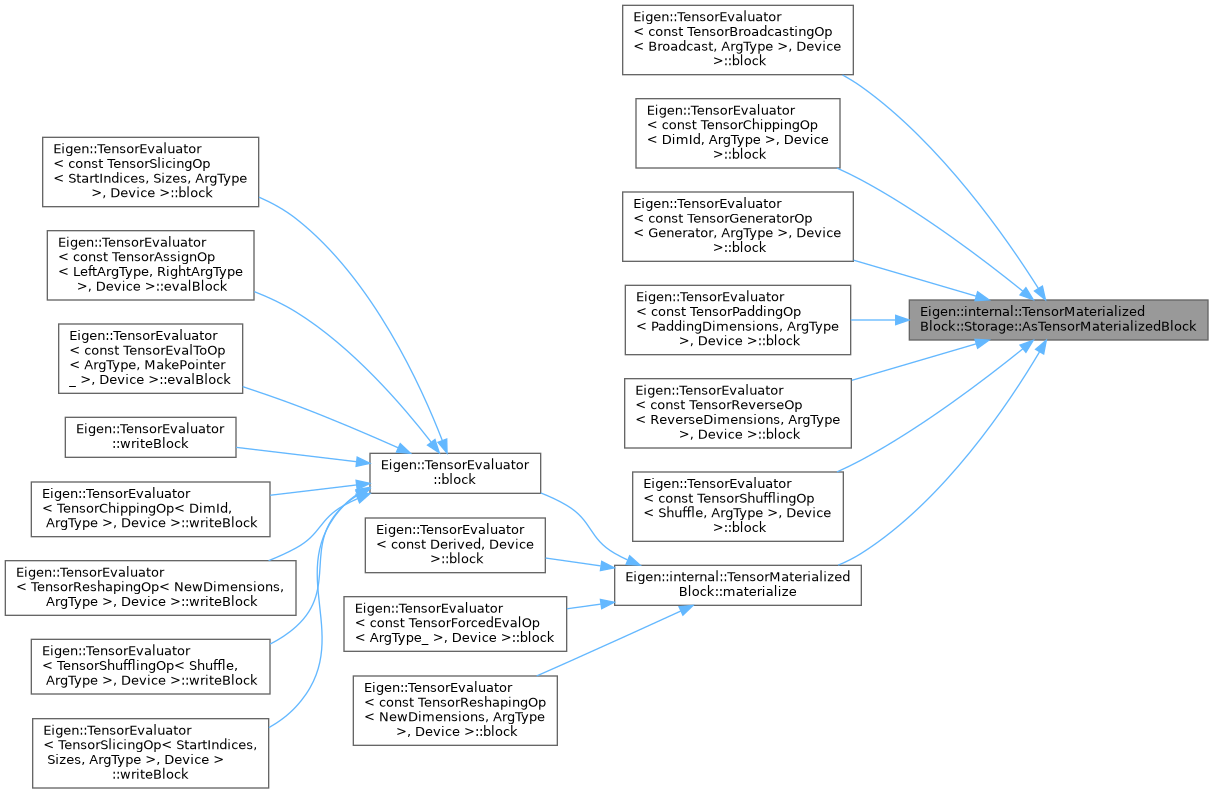 Eigen::TensorEvaluator
< const TensorBroadcastingOp
< Broadcast, ArgType >, Device
>::block
Eigen::TensorEvaluator
< const TensorChippingOp
< DimId, ArgType >, Device
>::block
Eigen::TensorEvaluator
< const TensorSlicingOp
< StartIndices, Sizes, ArgType
>, Device >::block
Eigen::TensorEvaluator
< const TensorGeneratorOp
< Generator, ArgType >, Device
>::block
Eigen::TensorEvaluator
< const TensorAssignOp
< LeftArgType, RightArgType
>, Device >::evalBlock
Eigen::TensorEvaluator
< const TensorPaddingOp
< PaddingDimensions, ArgType
>, Device >::block
Eigen::internal::TensorMaterialized
Block::Storage::AsTensorMaterializedBlock
Eigen::TensorEvaluator
< const TensorEvalToOp
< ArgType, MakePointer
_ >, Device >::evalBlock
Eigen::TensorEvaluator
< const TensorReverseOp
< ReverseDimensions, ArgType
>, Device >::block
Eigen::TensorEvaluator
::writeBlock
Eigen::TensorEvaluator
::block
Eigen::TensorEvaluator
< const TensorShufflingOp
< Shuffle, ArgType >, Device
>::block
Eigen::TensorEvaluator
< TensorChippingOp< DimId,
ArgType >, Device >::writeBlock
Eigen::TensorEvaluator
< const Derived, Device
>::block
Eigen::TensorEvaluator
< TensorReshapingOp< NewDimensions,
ArgType >, Device >::writeBlock
Eigen::internal::TensorMaterialized
Block::materialize
Eigen::TensorEvaluator
< const TensorForcedEvalOp
< ArgType_ >, Device >::block
Eigen::TensorEvaluator
< TensorShufflingOp< Shuffle,
ArgType >, Device >::writeBlock
Eigen::TensorEvaluator
< const TensorReshapingOp
< NewDimensions, ArgType
>, Device >::block
Eigen::TensorEvaluator
< TensorSlicingOp< StartIndices,
Sizes, ArgType >, Device >
::writeBlock